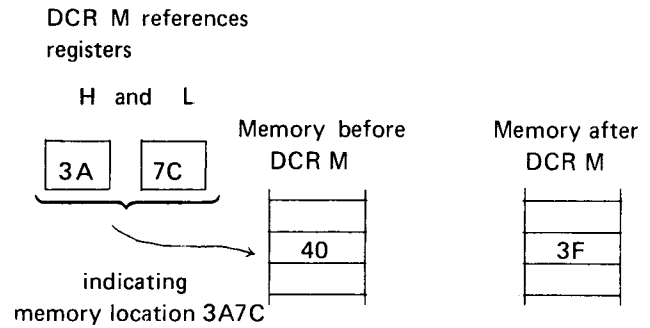 DCR M references
registers
H and L
3A 7C
indicating
memory location 3A7C
Memory before
DCR M
40
Memory after
DCR M
3F